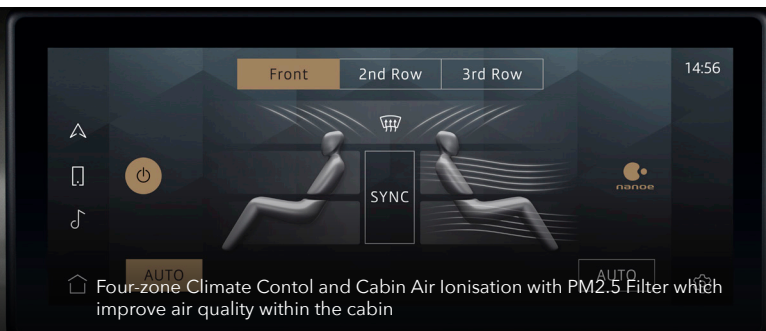 Front 2nd Row 3rd Row 14:56
SYNC
nanoe
AUTO AUTO
Four-zone Climate Contol and Cabin Air Ionisation with PM2.5 Filter which
improve air quality within the cabin